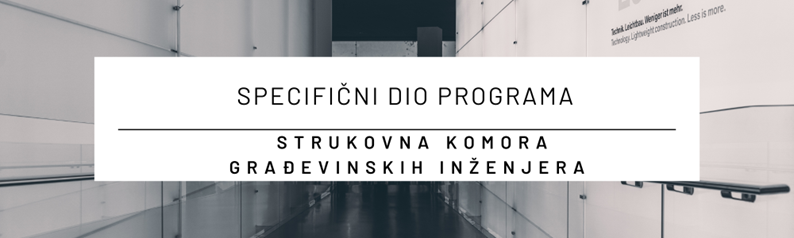 Technik. Leichtbau. Weniger ist mehr.
Technology. Lightweight construction. Less is more.
SPECIFIČNI DIO PROGRAMA
STRUKOVNA KOMORA
GRAĐEVINSKIH INŽENJERA